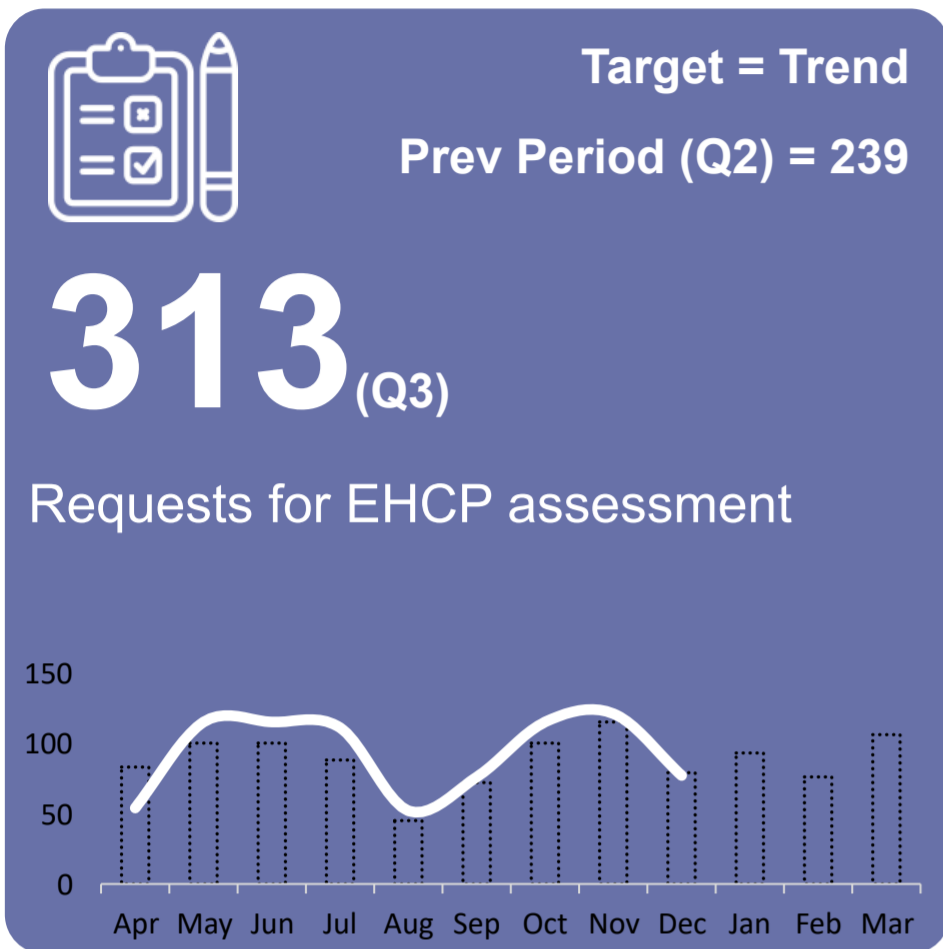 Target = Trend
Prev Period (Q2) = 239
313(Q3)
Requests for EHCP assessment
150
100
50
0
Apr May Jun Jul Aug Sep Oct Nov Dec Jan Feb Mar